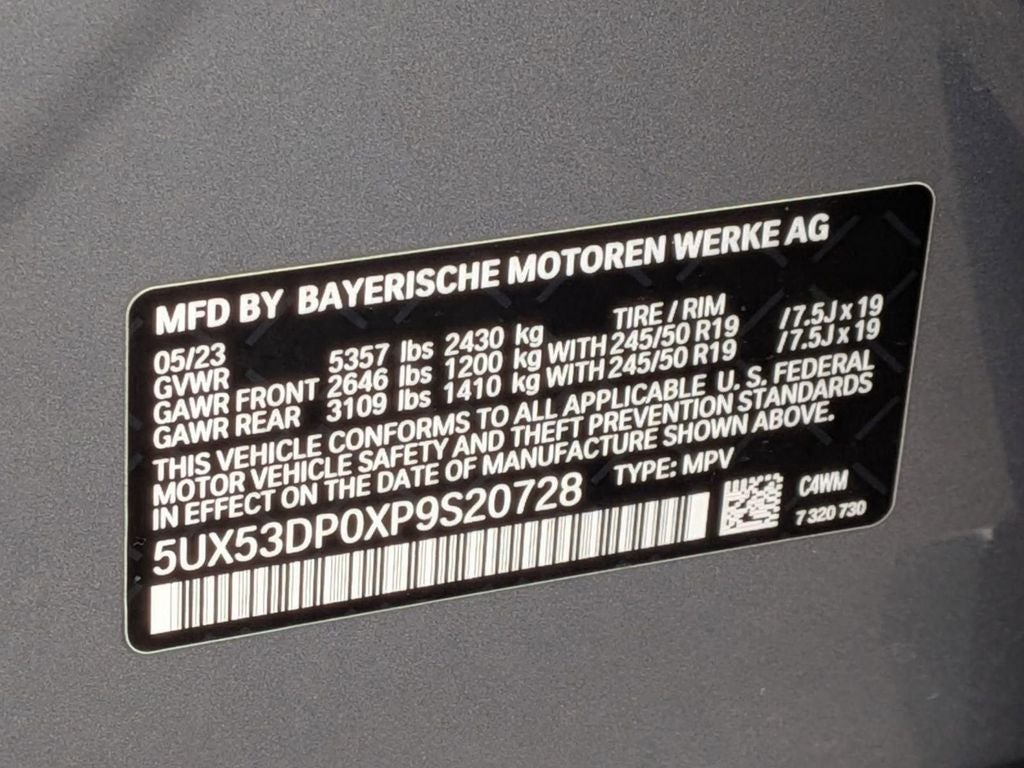 MFD BY BAYERISCHE MOTOREN WERKE AG
05/23 TIRE / RIM
GVWR 5357 lbs 2430 kg
GAWR FRONT 2646 lbs 1200 kg WITH 245/50 R19 / 7.5J x 19
GAWR REAR 3109 lbs 1410 kg WITH 245/50 R19 / 7.5J x 19
THIS VEHICLE CONFORMS TO ALL APPLICABLE U. S. FEDERAL
MOTOR VEHICLE SAFETY AND THEFT PREVENTION STANDARDS
IN EFFECT ON THE DATE OF MANUFACTURE SHOWN ABOVE.
5UX53DP0XP9S20728 TYPE: MPV
C4WM
7 320 730